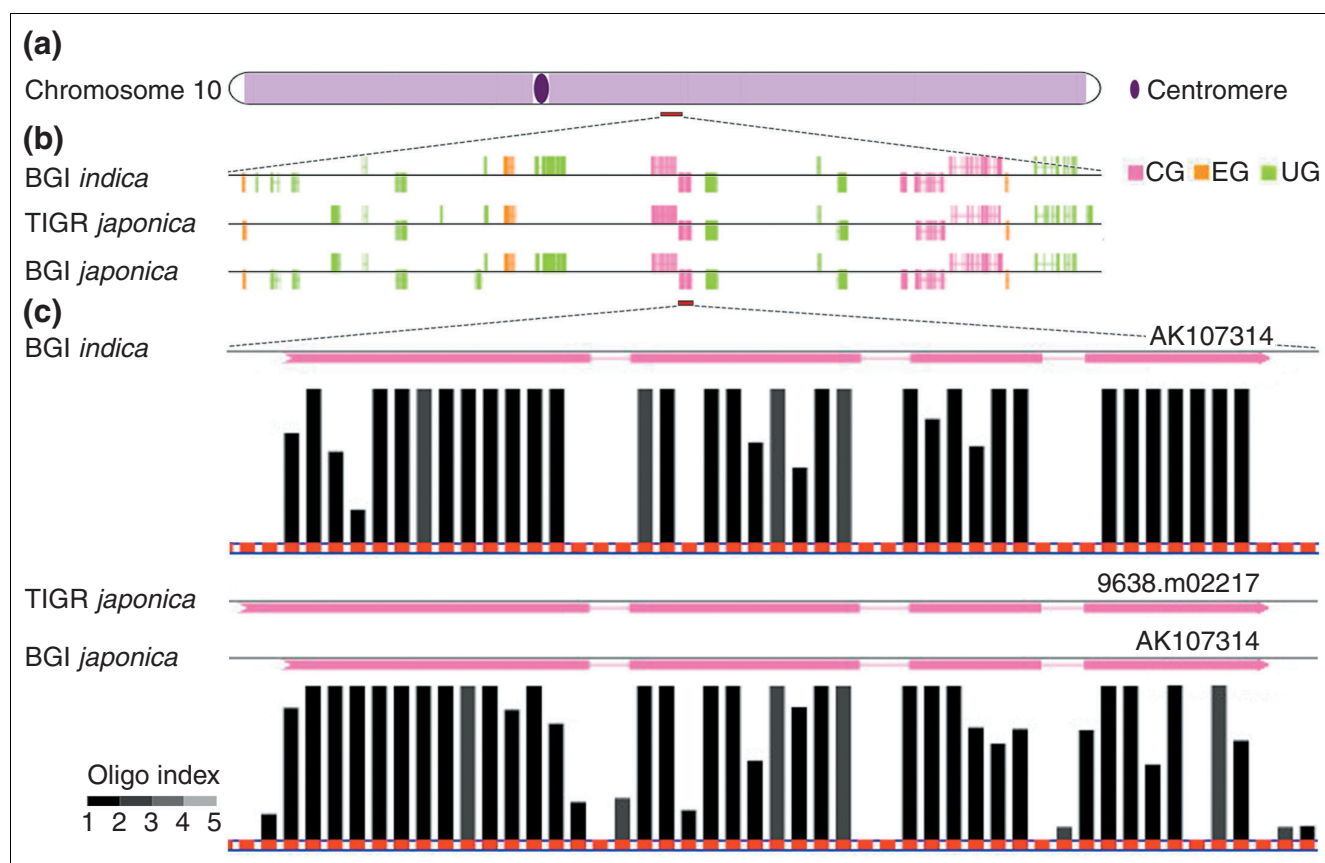 (a)
Chromosome 10
Centromere
(b)
BGI indica
CG EG UG
TIGR japonica
BGI japonica
(c)
BGI indica
AK107314
TIGR japonica
9638.m02217
BGI japonica
AK107314
Oligo index
1 2 3 4 5